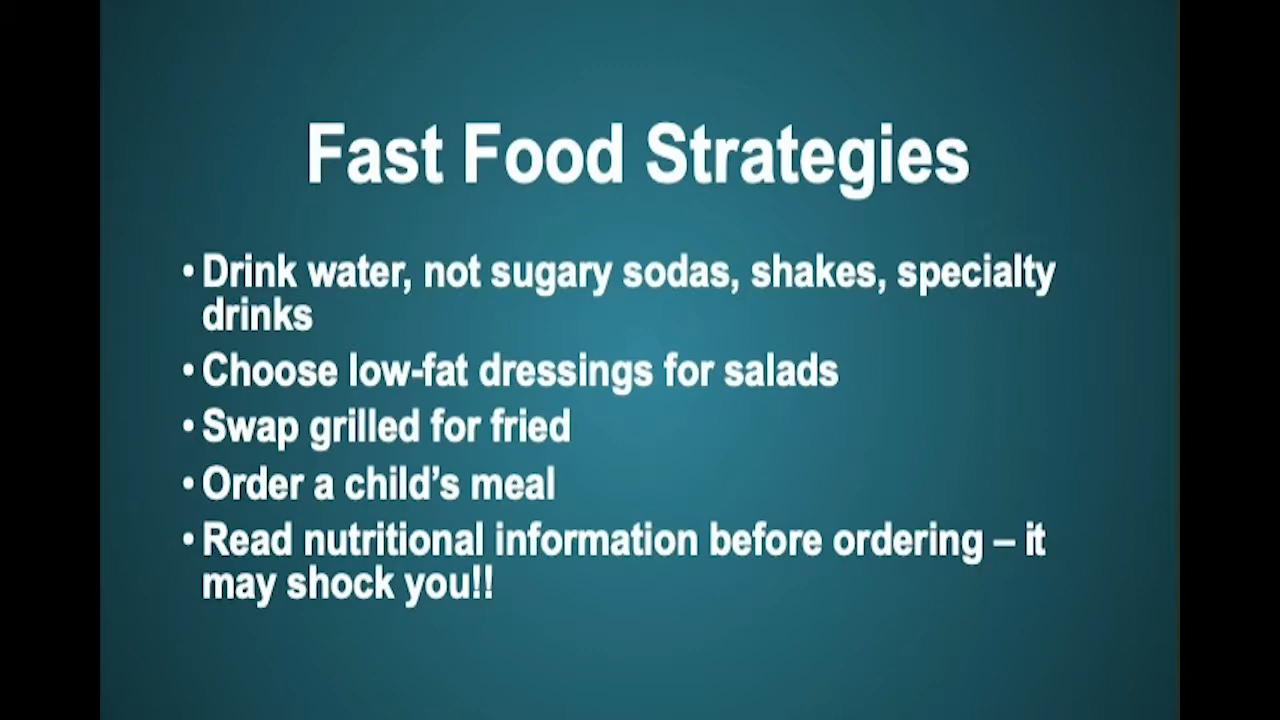 Fast Food Strategies
• Drink water, not sugary sodas, shakes, specialty
drinks
• Choose low-fat dressings for salads
• Swap grilled for fried
• Order a child’s meal
• Read nutritional information before ordering – it
may shock you!!